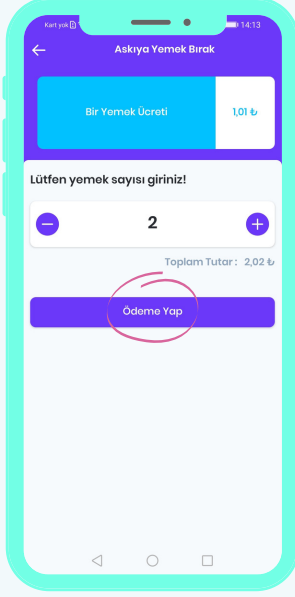 Kart yok 14:13
Askıya Yemek Bırak
Bir Yemek Ücreti 1,01 ₺
Lütfen yemek sayısı giriniz!
2
Toplam Tutar : 2,02 ₺
Ödeme Yap